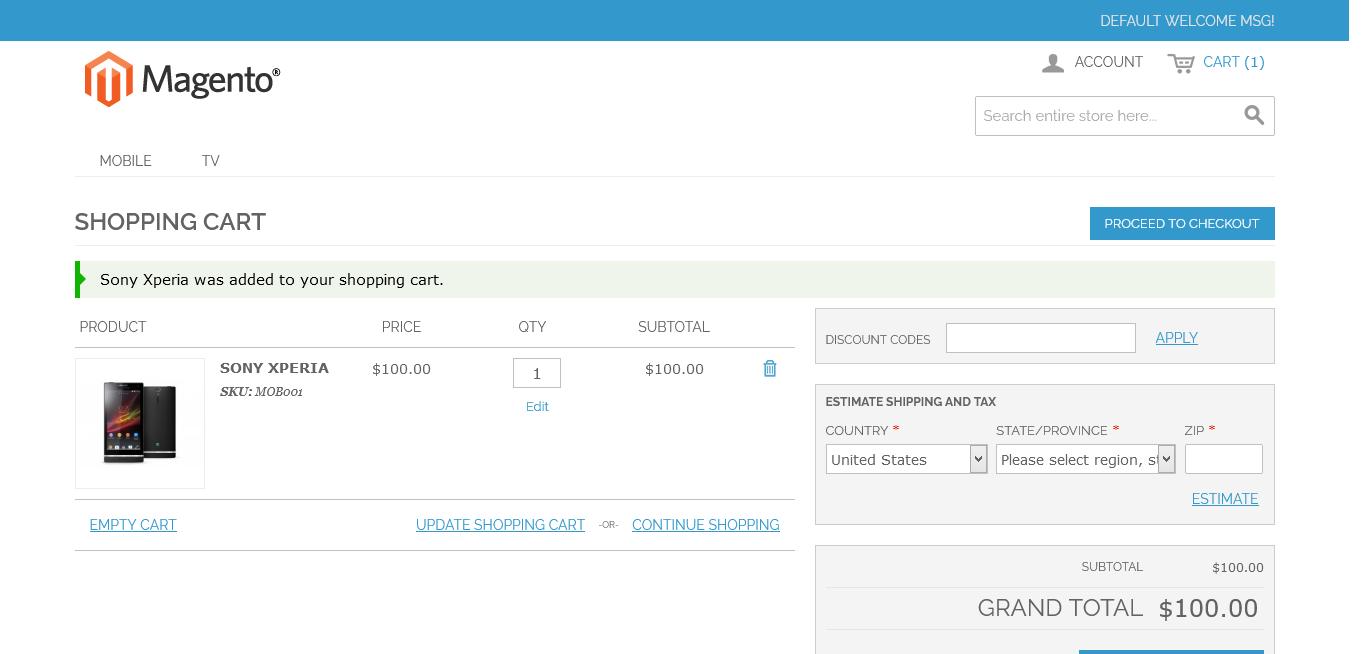 DEFAULT WELCOME MSG!
Magento®
ACCOUNT
CART (1)
Search entire store here...
MOBILE
TV
SHOPPING CART
PROCEED TO CHECKOUT
Sony Xperia was added to your shopping cart.
PRODUCT PRICE QTY SUBTOTAL
SONY XPERIA $100.00 1 $100.00
SKU: MOB001
Edit
EMPTY CART UPDATE SHOPPING CART -OR- CONTINUE SHOPPING
DISCOUNT CODES APPLY
ESTIMATE SHIPPING AND TAX
COUNTRY * STATE/PROVINCE * ZIP *
United States Please select region, st
ESTIMATE
SUBTOTAL $100.00
GRAND TOTAL $100.00